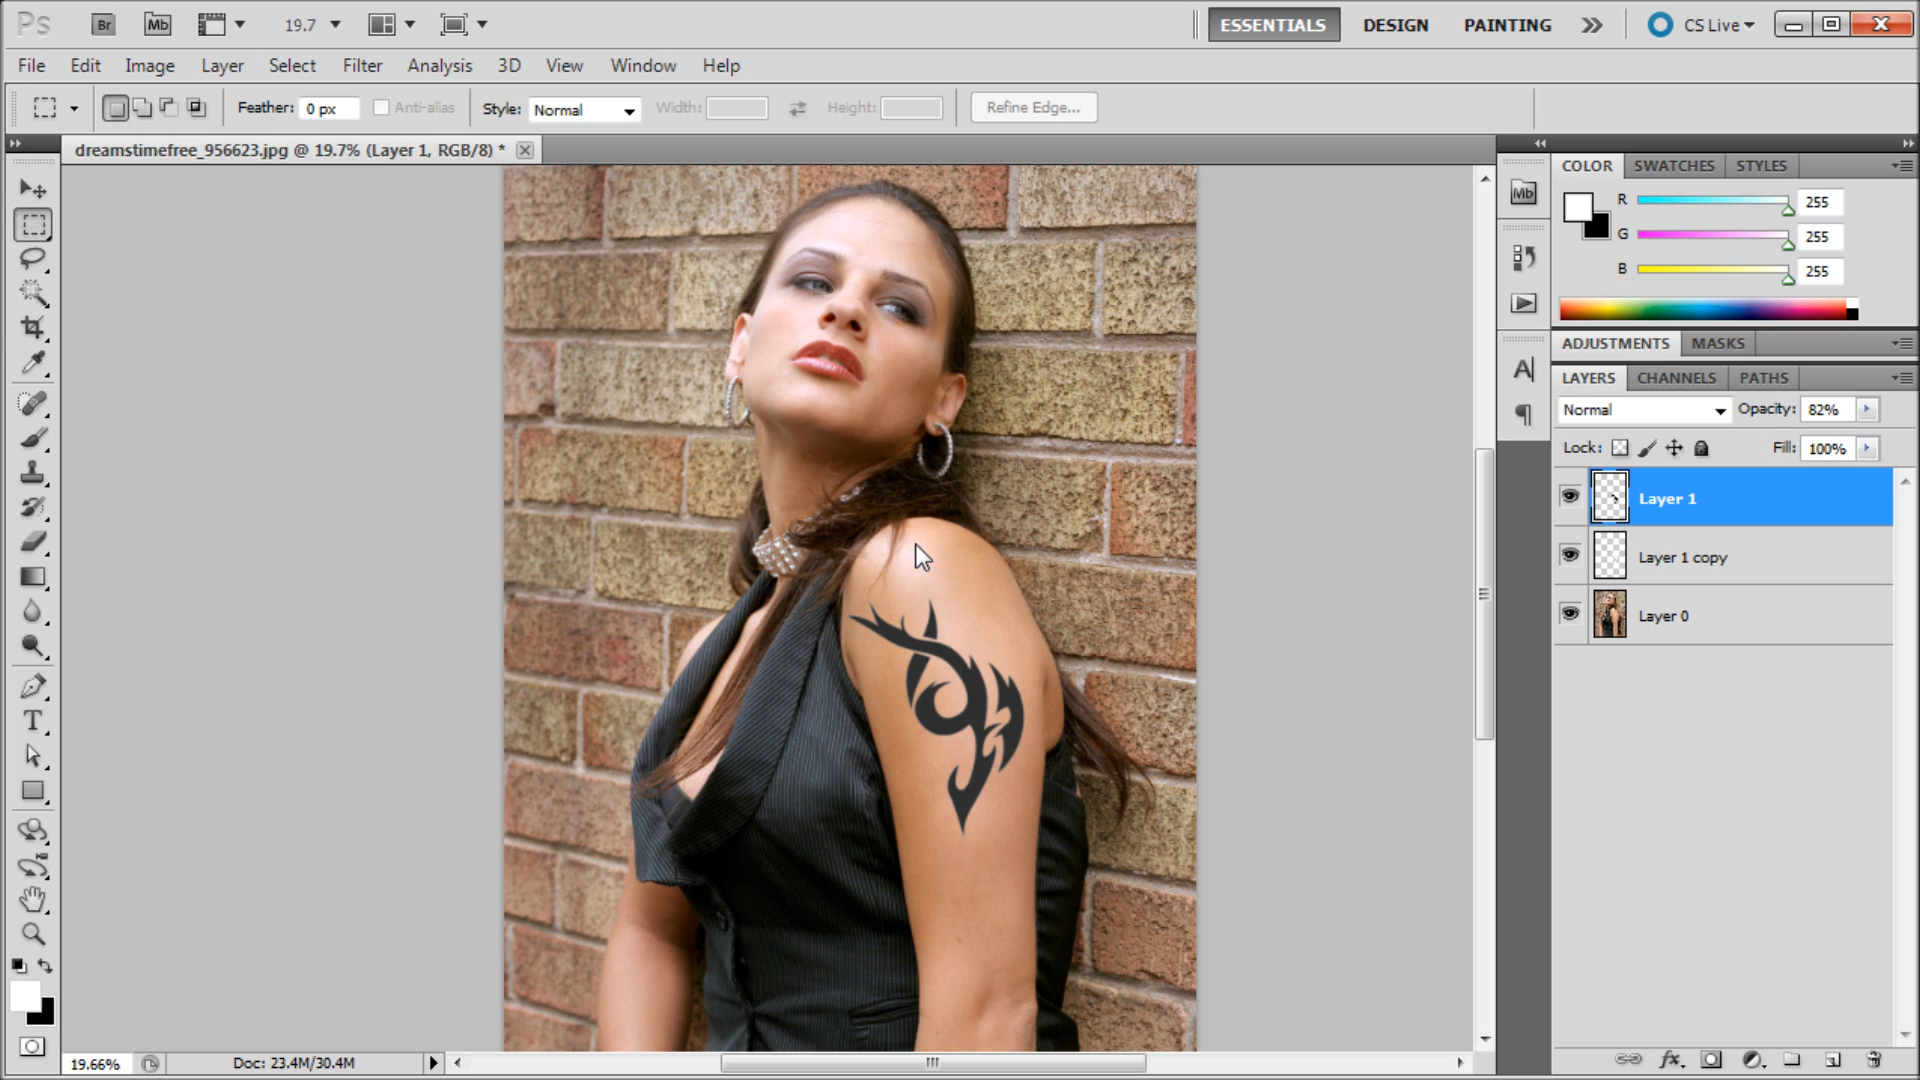 Ps Br Mb 19.7 ESSENTIALS DESIGN PAINTING CS Live
File Edit Image Layer Select Filter Analysis 3D View Window Help
Feather: 0 px Anti-alias Style: Normal Width: Height: Refine Edge...
dreamstimefree_956623.jpg @ 19.7% (Layer 1, RGB/8) *
COLOR SWATCHES STYLES
Mb
R 255
G 255
B 255
ADJUSTMENTS MASKS
LAYERS CHANNELS PATHS
Normal Opacity: 82%
Lock: Fill: 100%
Layer 1
Layer 1 copy
Layer 0
19.66% Doc: 23.4M/30.4M